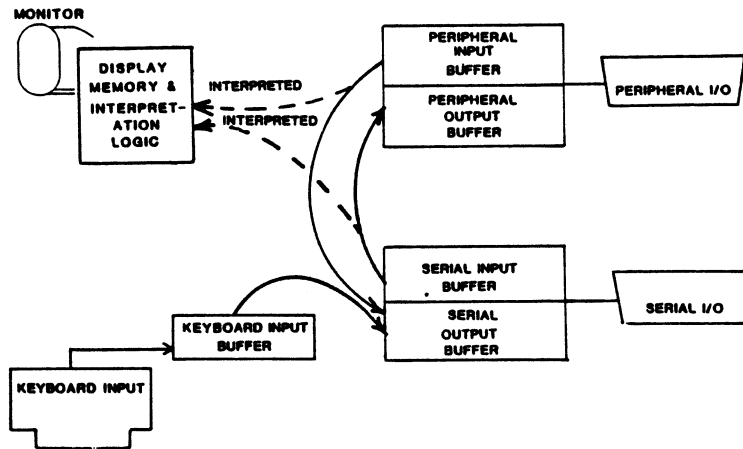 MONITOR
DISPLAY
MEMORY &
INTERPRET-
ATION
LOGIC
INTERPRETED
INTERPRETED
PERIPHERAL
INPUT
BUFFER
PERIPHERAL
OUTPUT
BUFFER
PERIPHERAL I/O
SERIAL INPUT
BUFFER
SERIAL
OUTPUT
BUFFER
SERIAL I/O
KEYBOARD INPUT
BUFFER
KEYBOARD INPUT